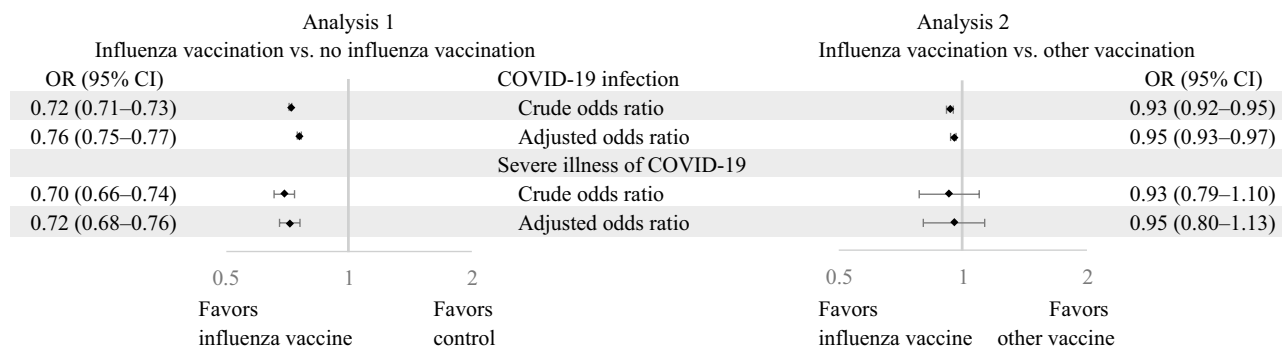 Analysis 1
Analysis 2
Influenza vaccination vs. no influenza vaccination
Influenza vaccination vs. other vaccination
OR (95% CI)
COVID-19 infection
OR (95% CI)
0.72 (0.71–0.73)
Crude odds ratio
0.93 (0.92–0.95)
0.76 (0.75–0.77)
Adjusted odds ratio
0.95 (0.93–0.97)
Severe illness of COVID-19
0.70 (0.66–0.74)
Crude odds ratio
0.93 (0.79–1.10)
0.72 (0.68–0.76)
Adjusted odds ratio
0.95 (0.80–1.13)
0.5 1 2
0.5 1 2
Favors
influenza vaccine
Favors
control
Favors
influenza vaccine
Favors
other vaccine